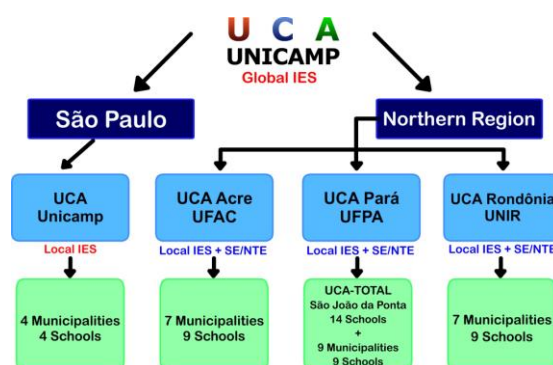 U C A
UNICAMP
Global IES
São Paulo
Northern Region
UCA
Unicamp
UCA Acre
UFAC
UCA Pará
UFPA
UCA Rondônia
UNIR
Local IES
Local IES + SE/NTE
Local IES + SE/NTE
Local IES + SE/NTE
4 Municipalities
4 Schools
7 Municipalities
9 Schools
UCA-TOTAL
São João da Ponta
14 Schools
+
9 Municipalities
9 Schools
7 Municipalities
9 Schools